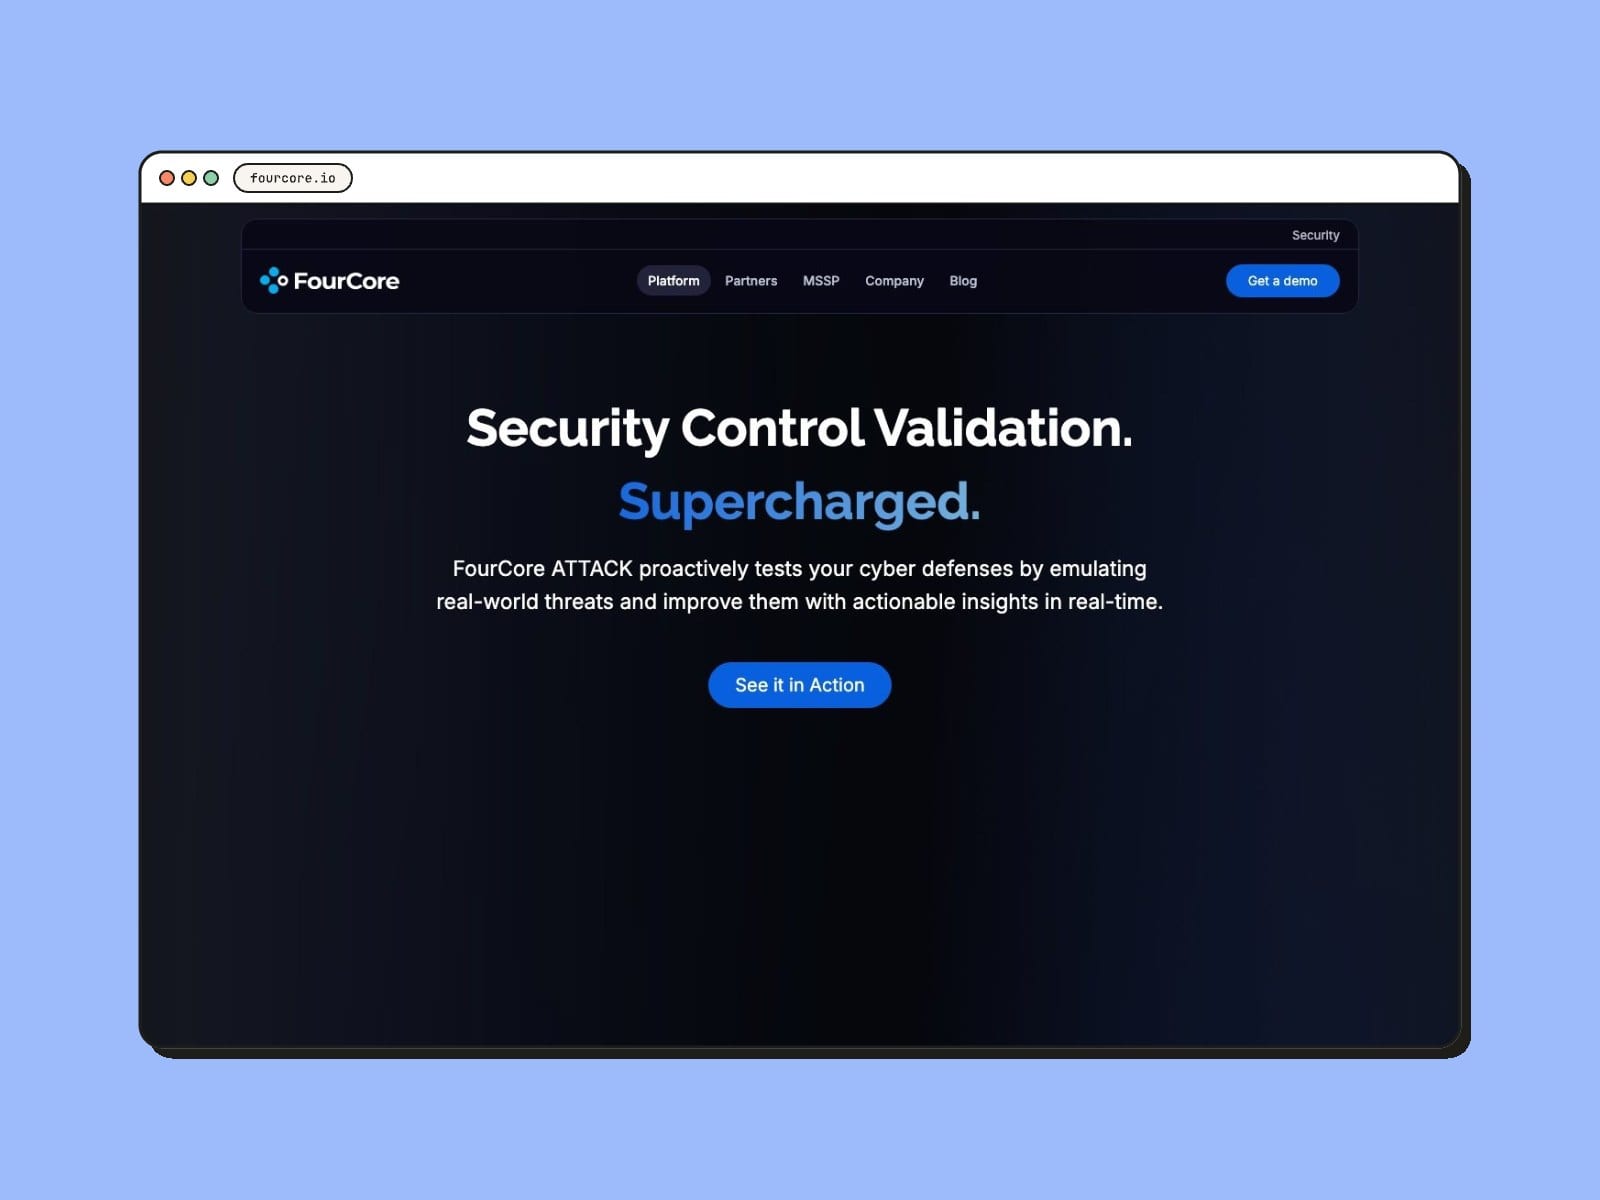 fourcore.io
Security
FourCore
Platform Partners MSSP Company Blog
Get a demo
Security Control Validation.
Supercharged.
FourCore ATTACK proactively tests your cyber defenses by emulating
real-world threats and improve them with actionable insights in real-time.
See it in Action